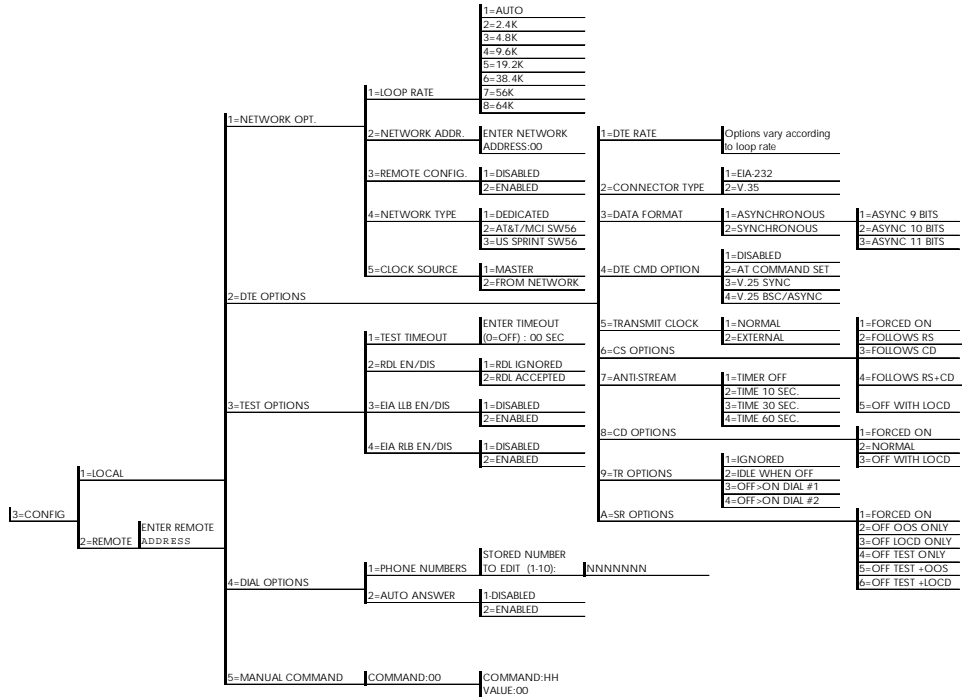 1=AUTO
2=2.4K
3=4.8K
4=9.6K
5=19.2K
6=38.4K
7=56K
8=64K
1=LOOP RATE
1=NETWORK OPT.
2=NETWORK ADDR.
ENTER NETWORK
ADDRESS:00
3=REMOTE CONFIG.
1=DISABLED
2=ENABLED
4=NETWORK TYPE
1=DEDICATED
2=AT&T/MCI SW56
3=US SPRINT SW56
5=CLOCK SOURCE
1=MASTER
2=FROM NETWORK
2=DTE OPTIONS
1=DTE RATE
Options vary according
to loop rate
2=CONNECTOR TYPE
1=EIA-232
2=V.35
3=DATA FORMAT
1=ASYNCHRONOUS
2=SYNCHRONOUS
1=ASYNC 9 BITS
2=ASYNC 10 BITS
3=ASYNC 11 BITS
4=DTE CMD OPTION
1=DISABLED
2=AT COMMAND SET
3=V.25 SYNC
4=V.25 BSC/ASYNC
5=TRANSMIT CLOCK
1=NORMAL
2=EXTERNAL
6=CS OPTIONS
1=FORCED ON
2=FOLLOWS RS
3=FOLLOWS CD
4=FOLLOWS RS+CD
5=OFF WITH LOCD
7=ANTI-STREAM
1=TIMER OFF
2=TIME 10 SEC.
3=TIME 30 SEC.
4=TIME 60 SEC.
8=CD OPTIONS
1=FORCED ON
2=NORMAL
3=OFF WITH LOCD
9=TR OPTIONS
1=IGNORED
2=IDLE WHEN OFF
3=OFF>ON DIAL #1
4=OFF>ON DIAL #2
A=SR OPTIONS
1=FORCED ON
2=OFF OOS ONLY
3=OFF LOCD ONLY
4=OFF TEST ONLY
5=OFF TEST +OOS
6=OFF TEST +LOCD
1=TEST TIMEOUT
ENTER TIMEOUT
(0=OFF) : 00 SEC
2=RDL EN/DIS
1=RDL IGNORED
2=RDL ACCEPTED
3=TEST OPTIONS
3=EIA LLB EN/DIS
1=DISABLED
2=ENABLED
4=EIA RLB EN/DIS
1=DISABLED
2=ENABLED
1=LOCAL
3=CONFIG
2=REMOTE
ENTER REMOTE
ADDRESS
4=DIAL OPTIONS
1=PHONE NUMBERS
STORED NUMBER
TO EDIT (1-10):
NNNNNNN
2=AUTO ANSWER
1-DISABLED
2=ENABLED
5=MANUAL COMMAND
COMMAND:00
COMMAND:HH
VALUE:00